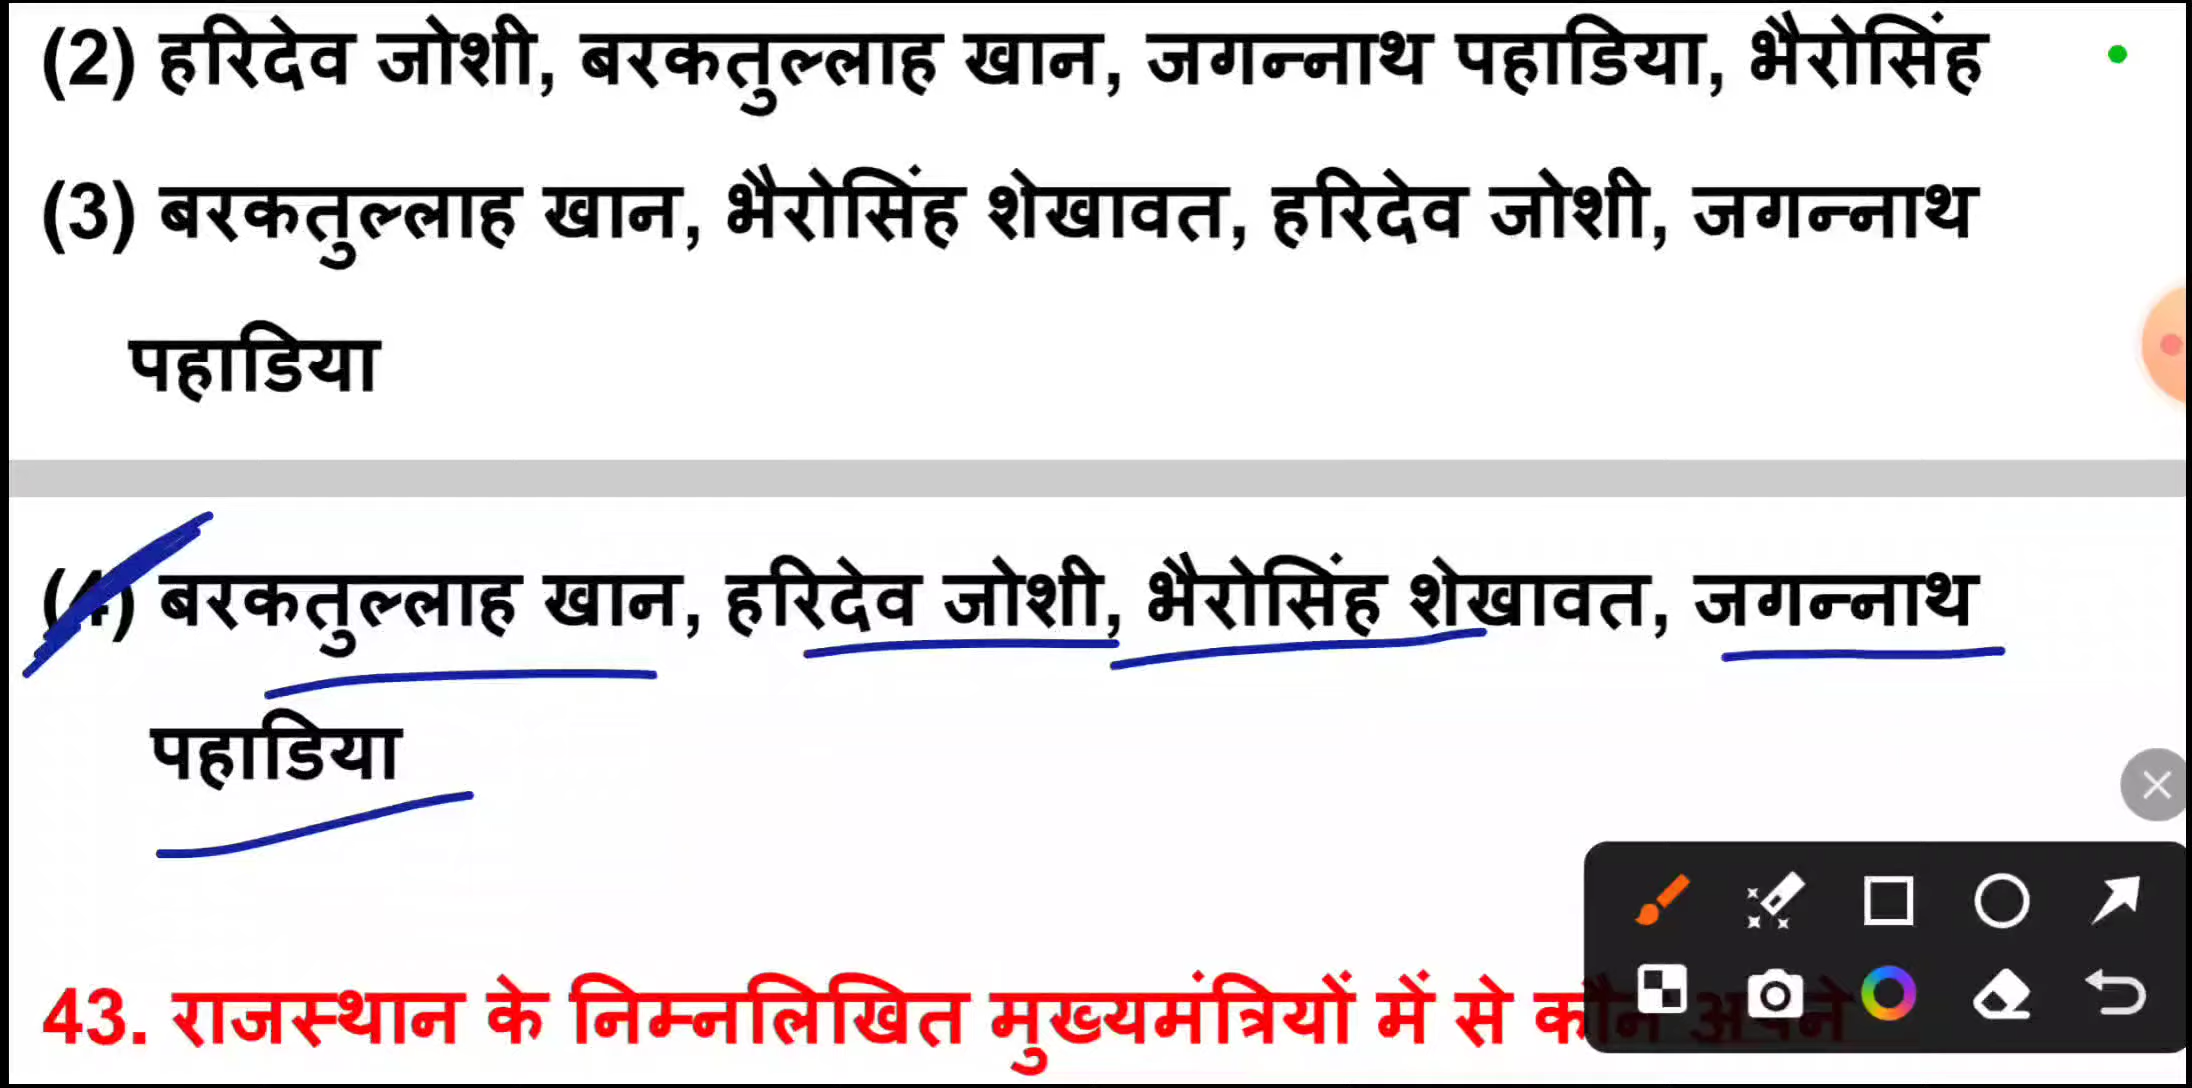 (2) हरिदेव जोशी, बरकतुल्लाह खान, जगन्नाथ पहाडिया, भैरोसिंह
(3) बरकतुल्लाह खान, भैरोसिंह शेखावत, हरिदेव जोशी, जगन्नाथ
पहाडिया
(4) बरकतुल्लाह खान, हरिदेव जोशी, भैरोसिंह शेखावत, जगन्नाथ
पहाडिया
43. राजस्थान के निम्नलिखित मुख्यमंत्रियों में से कौन अपने